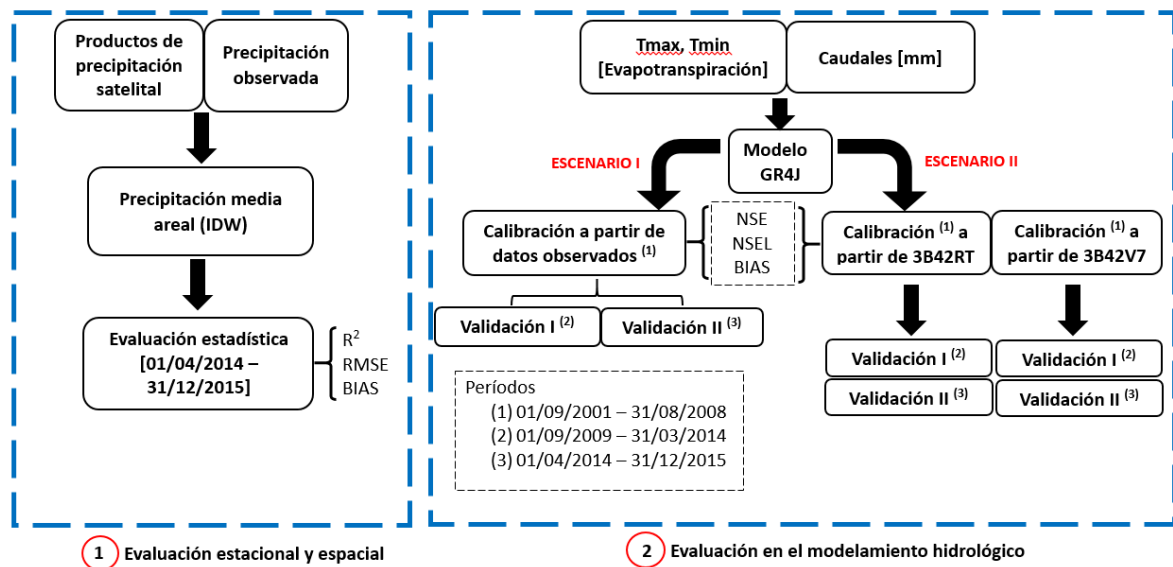 Productos de
precipitación
satelital
Precipitación
observada
Precipitación media
areal (IDW)
Evaluación estadística
[01/04/2014 –
31/12/2015]
R²
RMSE
BIAS
1 Evaluación estacional y espacial
Tmax, Tmin
[Evapotranspiración]
Caudales [mm]
Modelo
GR4J
ESCENARIO I
ESCENARIO II
Calibración a partir de
datos observados (1)
NSE
NSEL
BIAS
Calibración (1) a
partir de 3B42RT
Calibración (1) a
partir de 3B42V7
Validación I (2)
Validación II (3)
Validación I (2)
Validación II (3)
Validación I (2)
Validación II (3)
Períodos
(1) 01/09/2001 – 31/08/2008
(2) 01/09/2009 – 31/03/2014
(3) 01/04/2014 – 31/12/2015
2 Evaluación en el modelamiento hidrológico